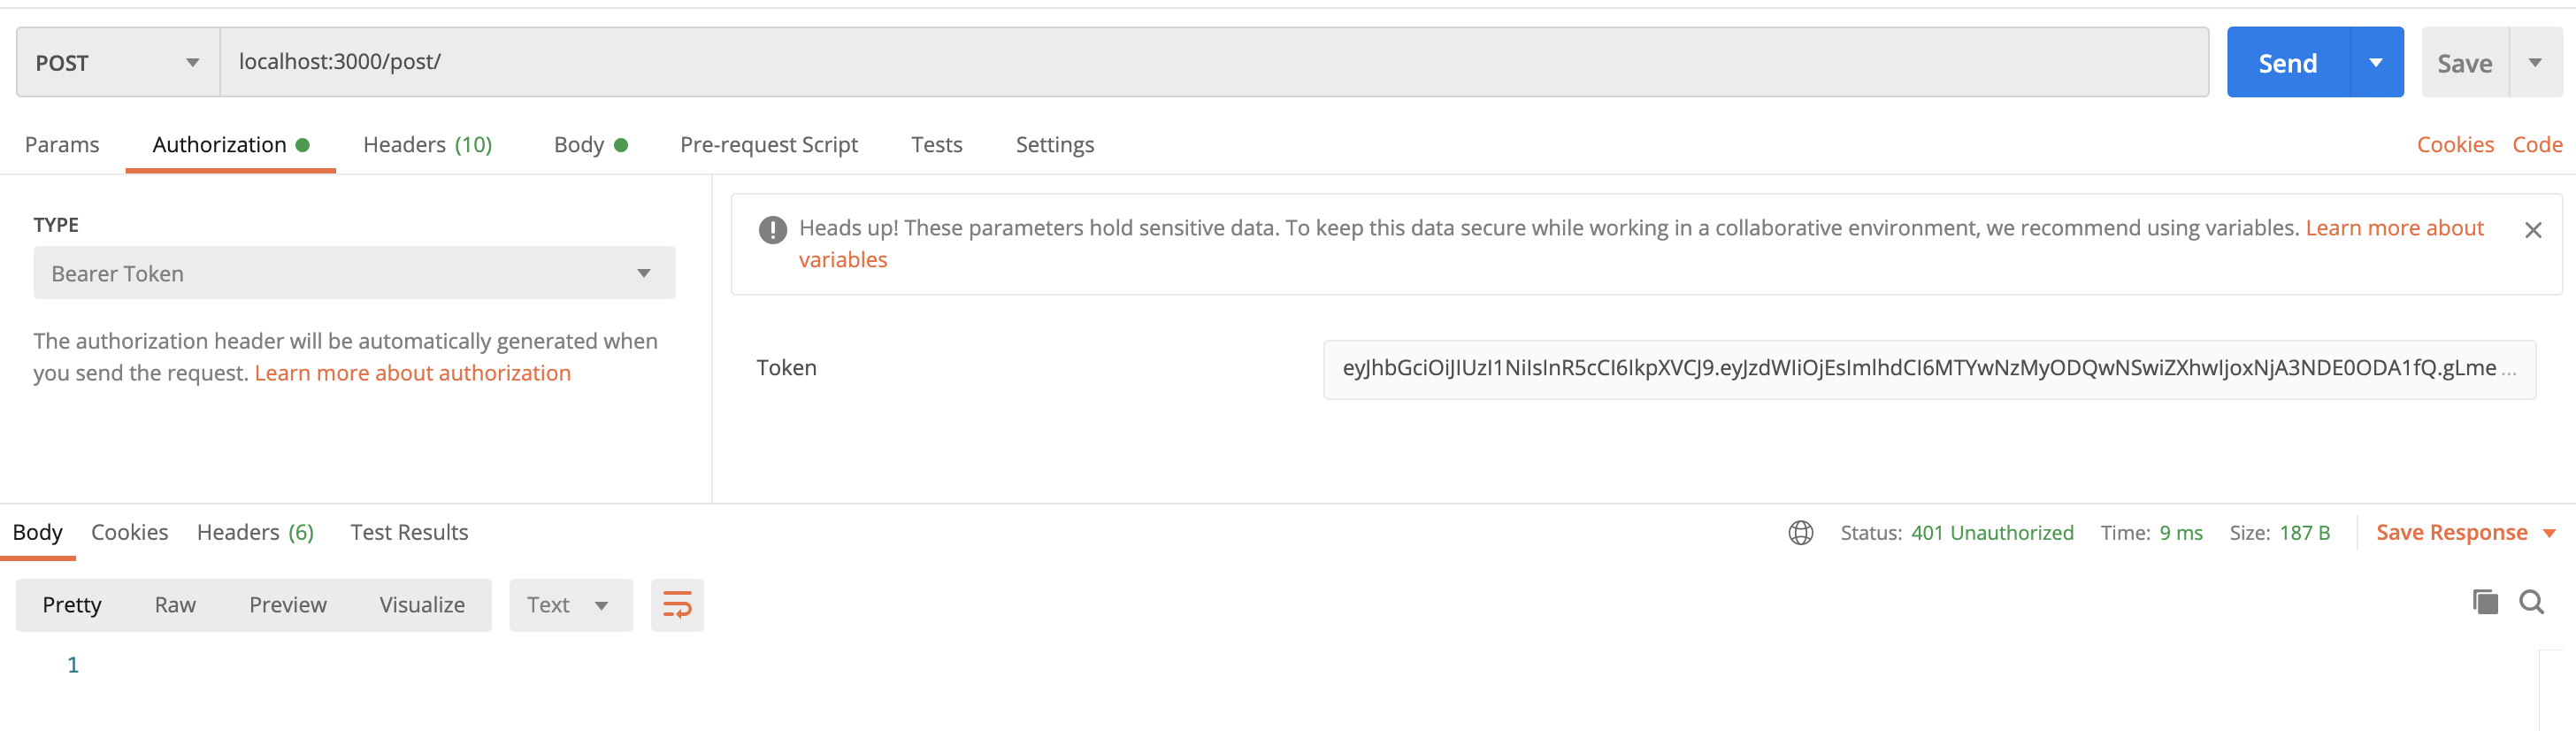 POST localhost:3000/post/ Send Save
Params Authorization Headers (10) Body Pre-request Script Tests Settings Cookies Code
TYPE
Bearer Token
The authorization header will be automatically generated when
you send the request. Learn more about authorization
Heads up! These parameters hold sensitive data. To keep this data secure while working in a collaborative environment, we recommend using variables. Learn more about
variables
Token eyJhbGciOiJIUzI1NiIsInR5cCI6IkpXVCJ9.eyJzdWIiOjEsImlhdCI6MTYwNzMyODQwNSwiZXhwIjoxNjA3NDE0ODA1fQ.gLme ...
Body Cookies Headers (6) Test Results Status: 401 Unauthorized Time: 9 ms Size: 187 B Save Response
Pretty Raw Preview Visualize Text
1